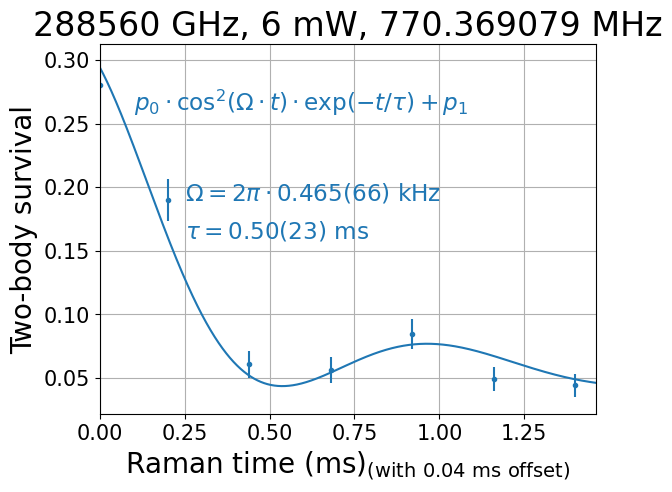 288560 GHz, 6 mW, 770.369079 MHz
p₀ · cos²(Ω · t) · exp(−t/τ) + p₁
Ω = 2π · 0.465(66) kHz
τ = 0.50(23) ms
Two-body survival
0.30
0.25
0.20
0.15
0.10
0.05
0.00 0.25 0.50 0.75 1.00 1.25
Raman time (ms)(with 0.04 ms offset)